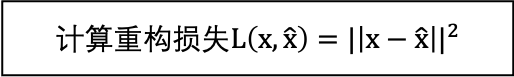 计算重构损失L(x, x̂) = ||x − x̂||²